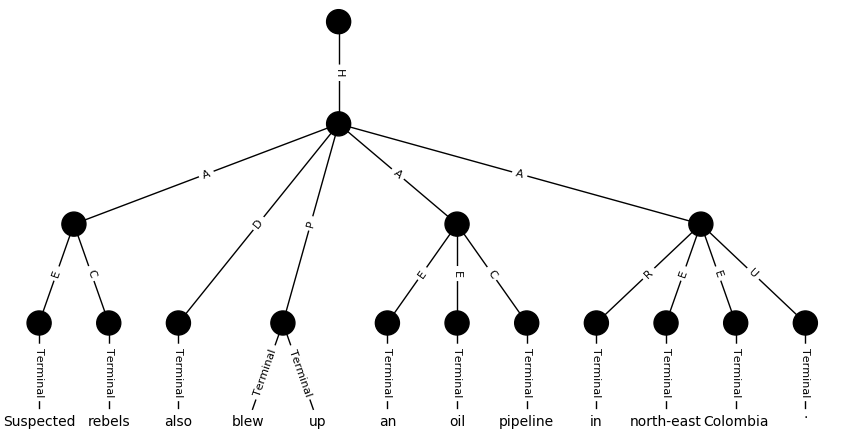 H
A D P A A
E C E E C R E E U
Terminal Terminal Terminal Terminal Terminal Terminal Terminal Terminal Terminal Terminal Terminal Terminal
Suspected rebels also blew up an oil pipeline in north-east Colombia .